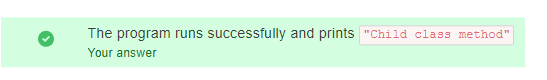 The program runs successfully and prints "Child class method"
Your answer